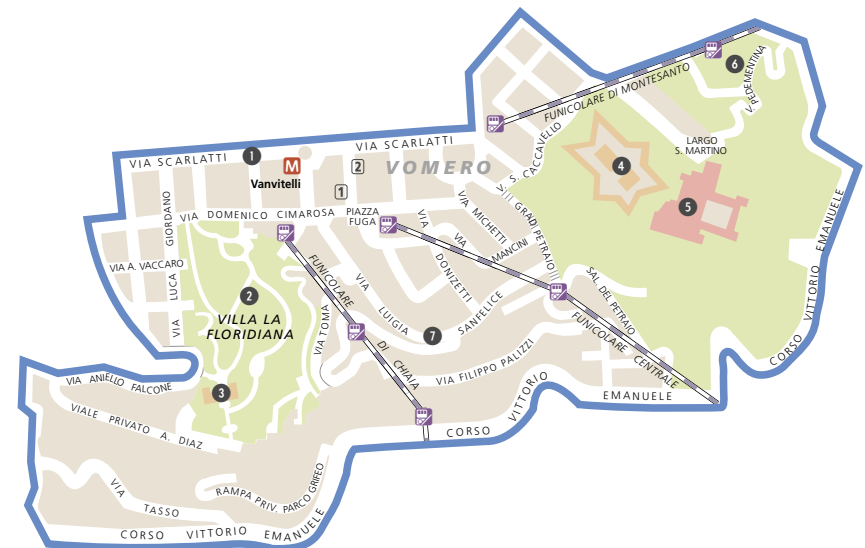 6
FUNICOLARE DI MONTESANTO
V. PEDEMENTINA
VIA SCARLATTI
1
M
Vanvitelli
VIA SCARLATTI
2
VOMERO
1
V. S. CACCAVELLO
4
LARGO
S. MARTINO
5
VIA LUCA GIORDANO
VIA DOMENICO CIMAROSA
PIAZZA
FUGA
VIA MICHETTI
VIA MANCINI
GRADI PETRAIO
VIA DONIZETTI
VIA A. VACCARO
2
VILLA LA
FLORIDIANA
FUNICOLARE DI CHIAIA
VIA LUIGIA SANFELICE
7
VIA TOMA
SAL. DEL PETRAIO
FUNICOLARE CENTRALE
CORSO VITTORIO EMANUELE
VIA FILIPPO PALIZZI
3
VIA ANIELLO FALCONE
VIALE PRIVATO A. DIAZ
CORSO VITTORIO EMANUELE
VIA TASSO
RAMPA PRIV. PARCO GRIFEO
CORSO VITTORIO EMANUELE